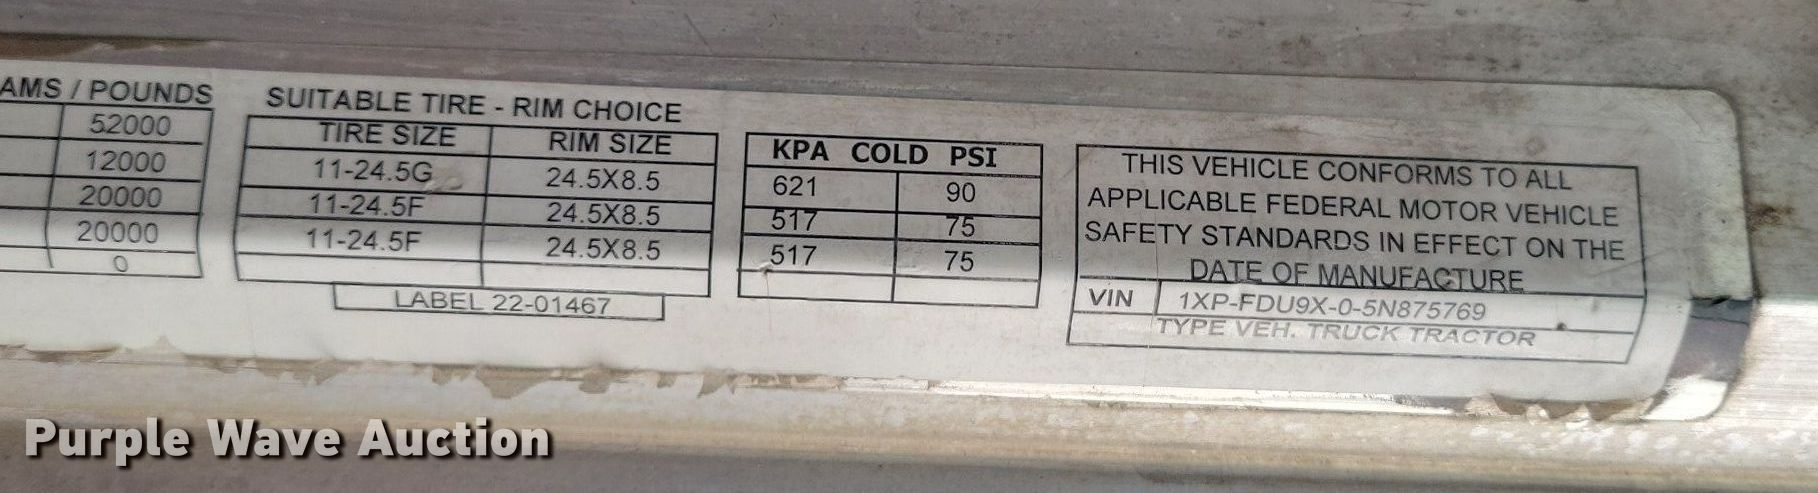 AMS / POUNDS
52000
12000
20000
20000
0
SUITABLE TIRE - RIM CHOICE
TIRE SIZE RIM SIZE
11-24.5G 24.5X8.5
11-24.5F 24.5X8.5
11-24.5F 24.5X8.5
LABEL 22-01467
KPA COLD PSI
621 90
517 75
517 75
THIS VEHICLE CONFORMS TO ALL
APPLICABLE FEDERAL MOTOR VEHICLE
SAFETY STANDARDS IN EFFECT ON THE
DATE OF MANUFACTURE
VIN 1XP-FDU9X-0-5N875769
TYPE VEH. TRUCK TRACTOR
Purple Wave Auction